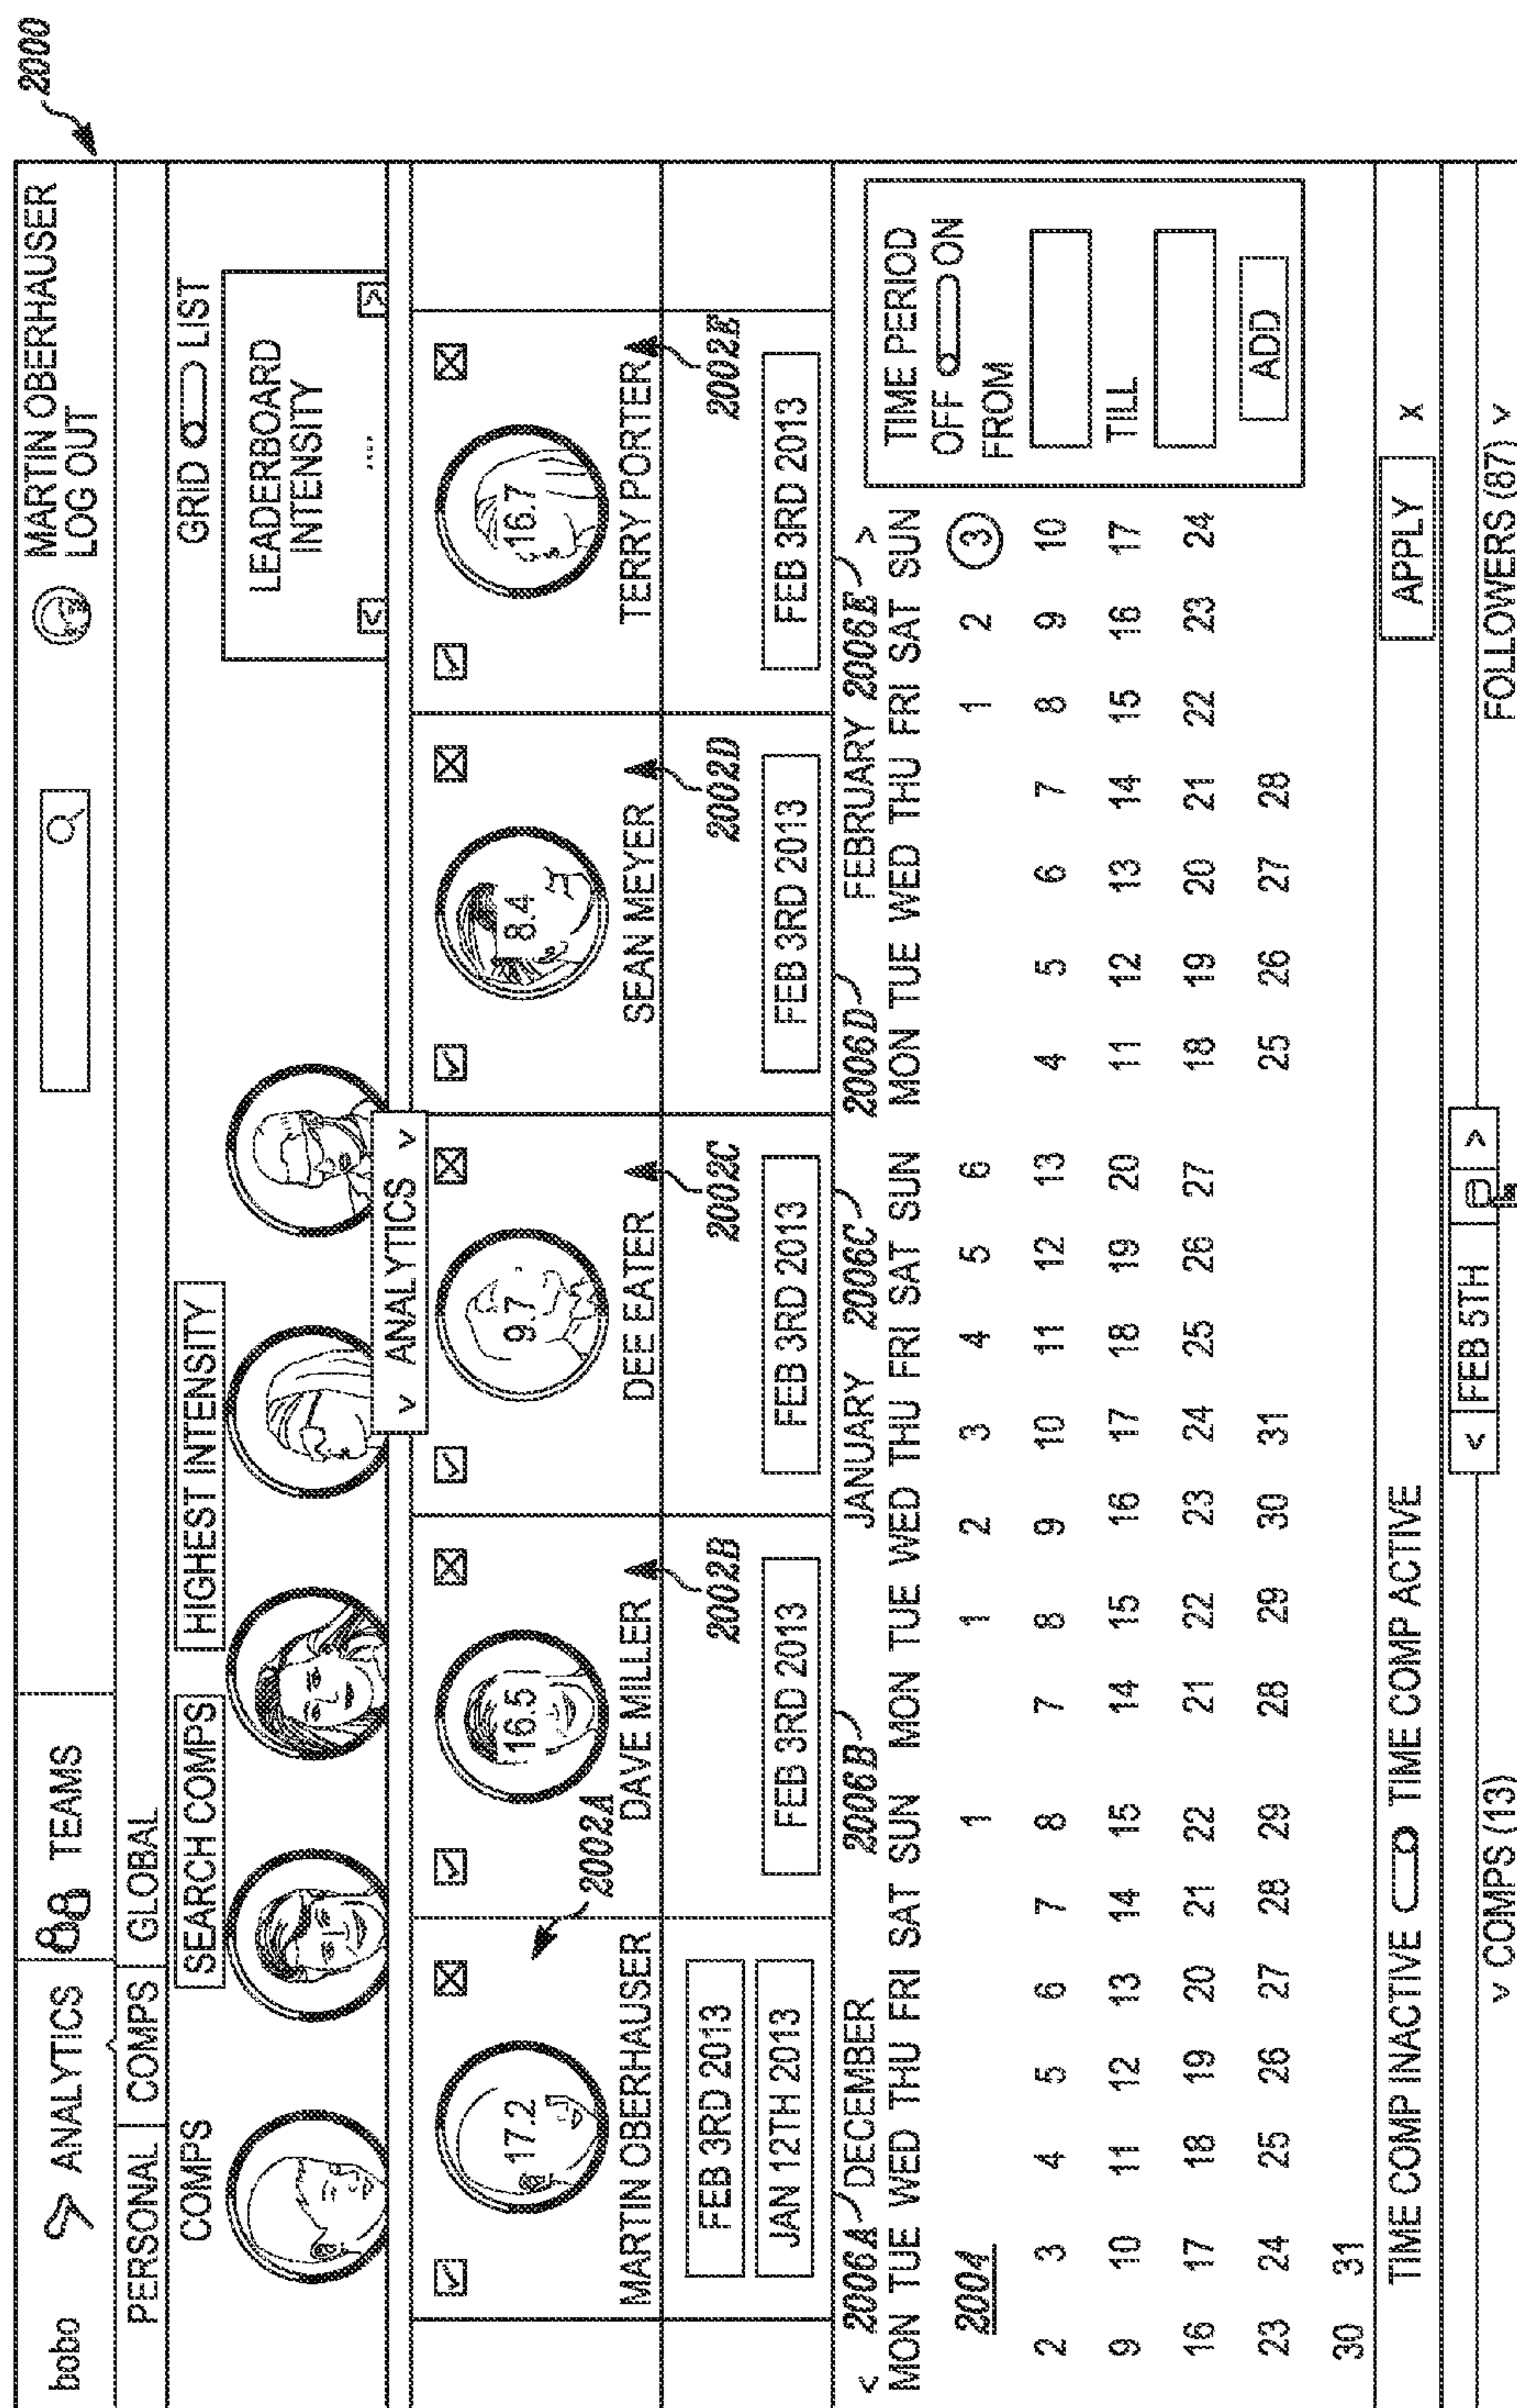 2000
bobo ANALYTICS TEAMS MARTIN OBERHAUSER
LOG OUT
PERSONAL COMPS GLOBAL
COMPS SEARCH COMPS HIGHEST INTENSITY GRID LIST
LEADERBOARD
INTENSITY
...
< >
v ANALYTICS v
17.2 16.5 9.7 8.4 16.7
MARTIN OBERHAUSER DAVE MILLER DEE EATER SEAN MEYER TERRY PORTER
2002A 2002B 2002C 2002D 2002E
FEB 3RD 2013 FEB 3RD 2013 FEB 3RD 2013 FEB 3RD 2013 FEB 3RD 2013
JAN 12TH 2013
2006A 2006B 2006C 2006D 2006E
< DECEMBER JANUARY FEBRUARY >
MON TUE WED THU FRI SAT SUN MON TUE WED THU FRI SAT SUN MON TUE WED THU FRI SAT SUN
2004
1 1 2 3 4 5 6 1 2 3
2 3 4 5 6 7 8 7 8 9 10 11 12 13 4 5 6 7 8 9 10
9 10 11 12 13 14 15 14 15 16 17 18 19 20 11 12 13 14 15 16 17
16 17 18 19 20 21 22 21 22 23 24 25 26 27 18 19 20 21 22 23 24
23 24 25 26 27 28 29 28 29 30 31 25 26 27 28
30 31
TIME PERIOD
OFF ON
FROM
TILL
ADD
TIME COMP INACTIVE TIME COMP ACTIVE APPLY X
< FEB 5TH >
v COMPS (13) FOLLOWERS (87) v